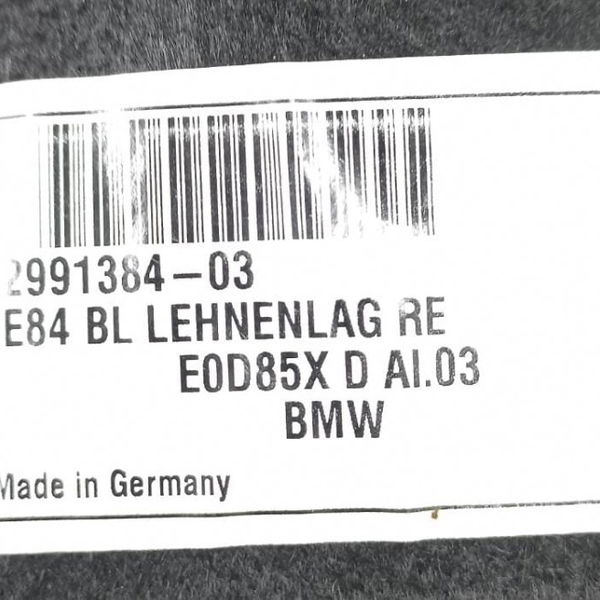 2991384-03
E84 BL LEHNENLAG RE
E0D85X D AI.03
BMW
Made in Germany